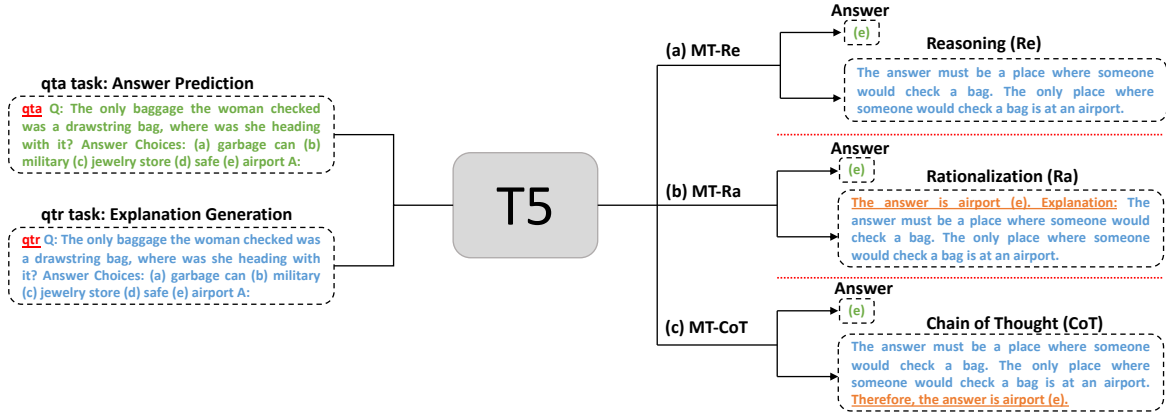 qta task: Answer Prediction
qta Q: The only baggage the woman checked
was a drawstring bag, where was she heading
with it? Answer Choices: (a) garbage can (b)
military (c) jewelry store (d) safe (e) airport A:
qtr task: Explanation Generation
qtr Q: The only baggage the woman checked was
a drawstring bag, where was she heading with
it? Answer Choices: (a) garbage can (b) military
(c) jewelry store (d) safe (e) airport A:
T5
(a) MT-Re
Answer
(e)
Reasoning (Re)
The answer must be a place where someone
would check a bag. The only place where
someone would check a bag is at an airport.
(b) MT-Ra
Answer
(e)
Rationalization (Ra)
The answer is airport (e). Explanation: The
answer must be a place where someone would
check a bag. The only place where someone
would check a bag is at an airport.
(c) MT-CoT
Answer
(e)
Chain of Thought (CoT)
The answer must be a place where someone
would check a bag. The only place where
someone would check a bag is at an airport.
Therefore, the answer is airport (e).